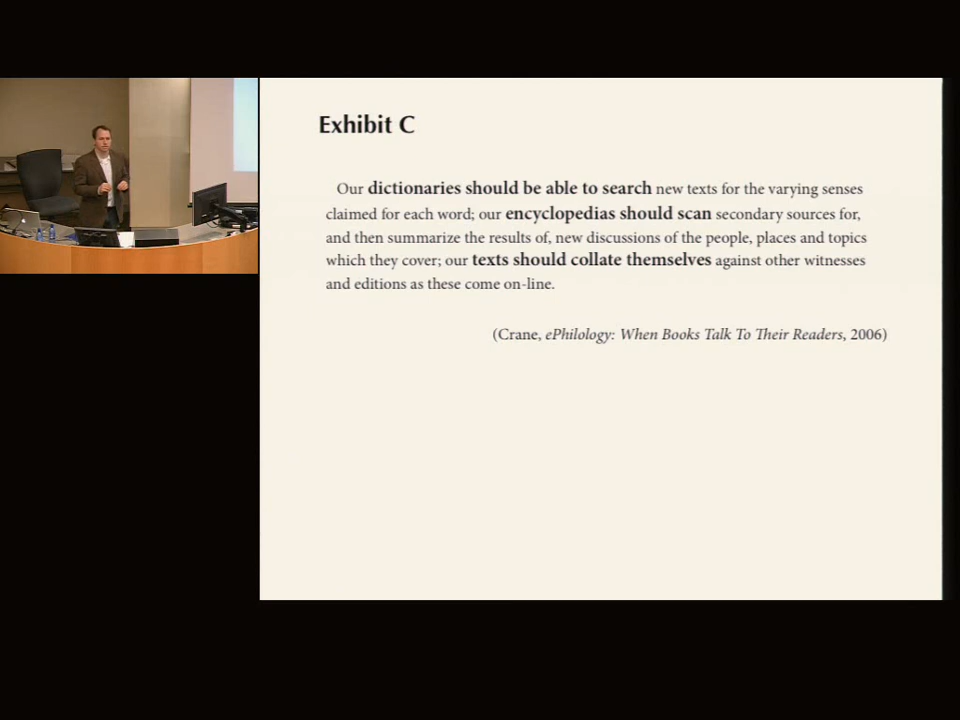 Exhibit C
Our dictionaries should be able to search new texts for the varying senses
claimed for each word; our encyclopedias should scan secondary sources for,
and then summarize the results of, new discussions of the people, places and topics
which they cover; our texts should collate themselves against other witnesses
and editions as these come on-line.
(Crane, ePhilology: When Books Talk To Their Readers, 2006)